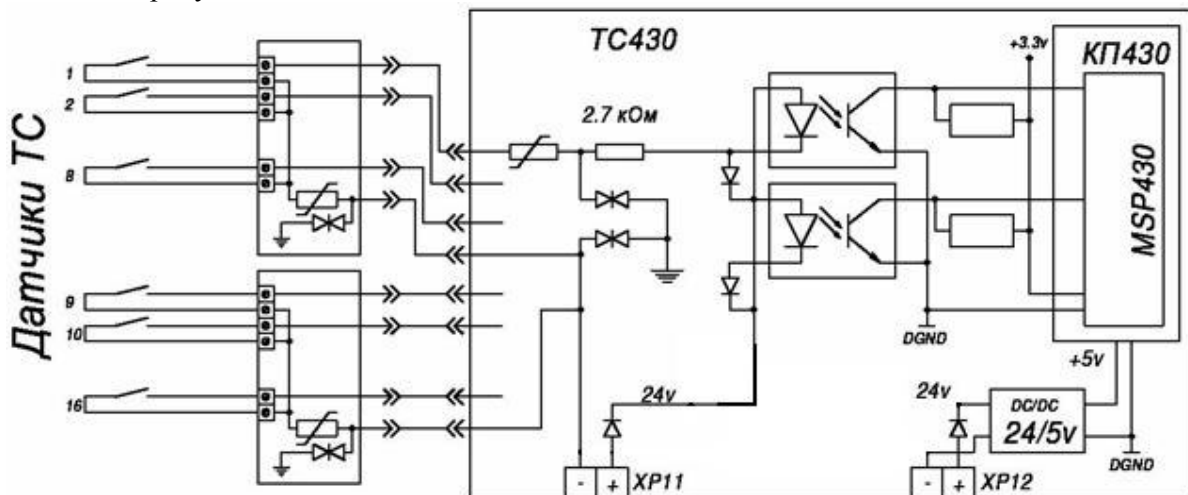 ТС430
КП430
+3.3v
MSP430
2.7 кОм
Датчики ТС
1
2
8
9
10
16
DGND
+5v
24v
24v
DC/DC
24/5v
DGND
- + XP11
- + XP12